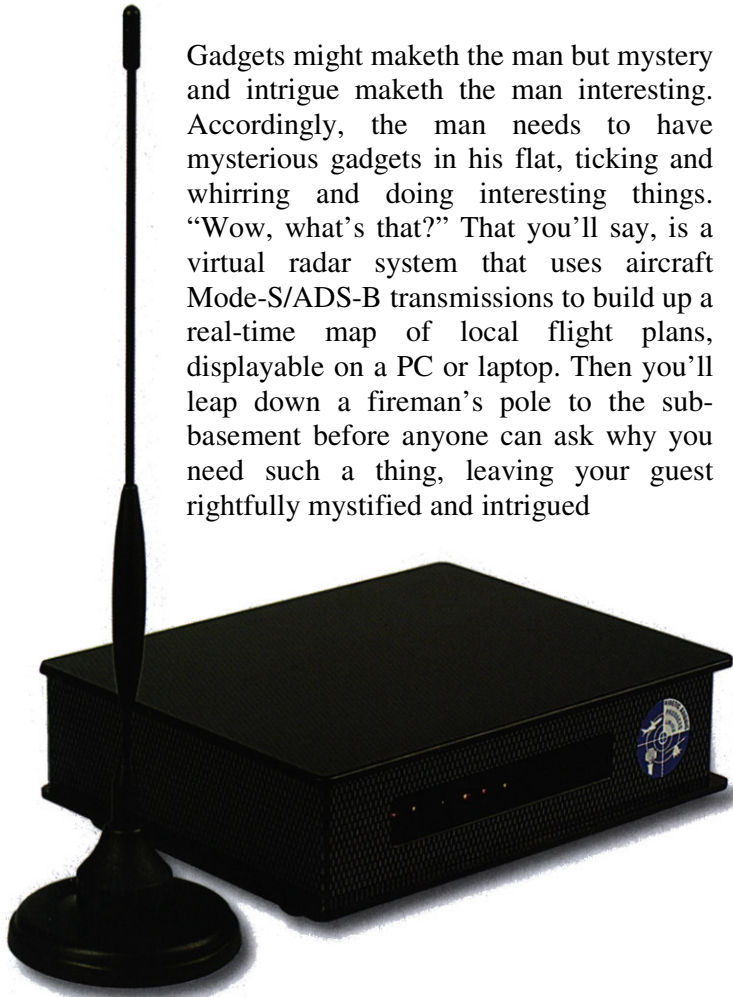 Gadgets might maketh the man but mystery
and intrigue maketh the man interesting.
Accordingly, the man needs to have
mysterious gadgets in his flat, ticking and
whirring and doing interesting things.
“Wow, what's that?” That you’ll say, is a
virtual radar system that uses aircraft
Mode-S/ADS-B transmissions to build up a
real-time map of local flight plans,
displayable on a PC or laptop. Then you’ll
leap down a fireman’s pole to the sub-
basement before anyone can ask why you
need such a thing, leaving your guest
rightfully mystified and intrigued